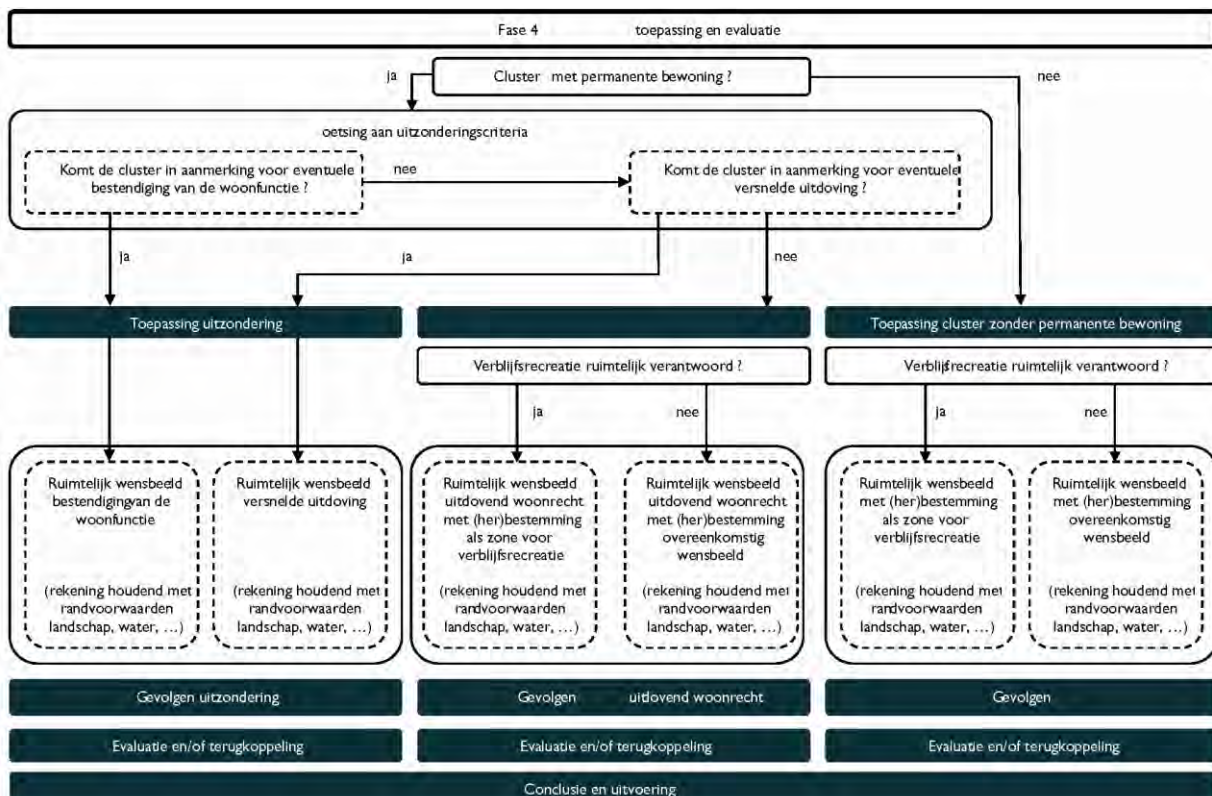 Fase 4 toepassing en evaluatie
ja
Cluster met permanente bewoning ?
nee
oetsing aan uitzonderingscriteria
Komt de cluster in aanmerking voor eventuele
bestendiging van de woonfunctie ?
nee
Komt de cluster in aanmerking voor eventuele
versnelde uitdoving ?
ja
ja
nee
Toepassing uitzondering
Toepassing cluster zonder permanente bewoning
Verblijfsrecreatie ruimtelijk verantwoord ?
Verblijfsrecreatie ruimtelijk verantwoord ?
ja
nee
ja
nee
Ruimtelijk wensbeeld
bestendigingvan de
woonfunctie
(rekening houdend met
randvoorwaarden
landschap, water, …)
Ruimtelijk wensbeeld
versnelde uitdoving
(rekening houdend met
randvoorwaarden
landschap, water, …)
Ruimtelijk wensbeeld
uitdovend woonrecht
met (her)bestemming
als zone voor
verblijfsrecreatie
(rekening houdend met
randvoorwaarden
landschap, water, …)
Ruimtelijk wensbeeld
uitdovend woonrecht
met (her)bestemming
overeenkomstig
wensbeeld
(rekening houdend met
randvoorwaarden
landschap, water, …)
Ruimtelijk wensbeeld
met (her)bestemming
als zone voor
verblijfsrecreatie
(rekening houdend met
randvoorwaarden
landschap, water, …)
Ruimtelijk wensbeeld
met (her)bestemming
overeenkomstig
wensbeeld
(rekening houdend met
randvoorwaarden
landschap, water, …)
Gevolgen uitzondering
Gevolgen uitdovend woonrecht
Gevolgen
Evaluatie en/of terugkoppeling
Evaluatie en/of terugkoppeling
Evaluatie en/of terugkoppeling
Conclusie en uitvoering